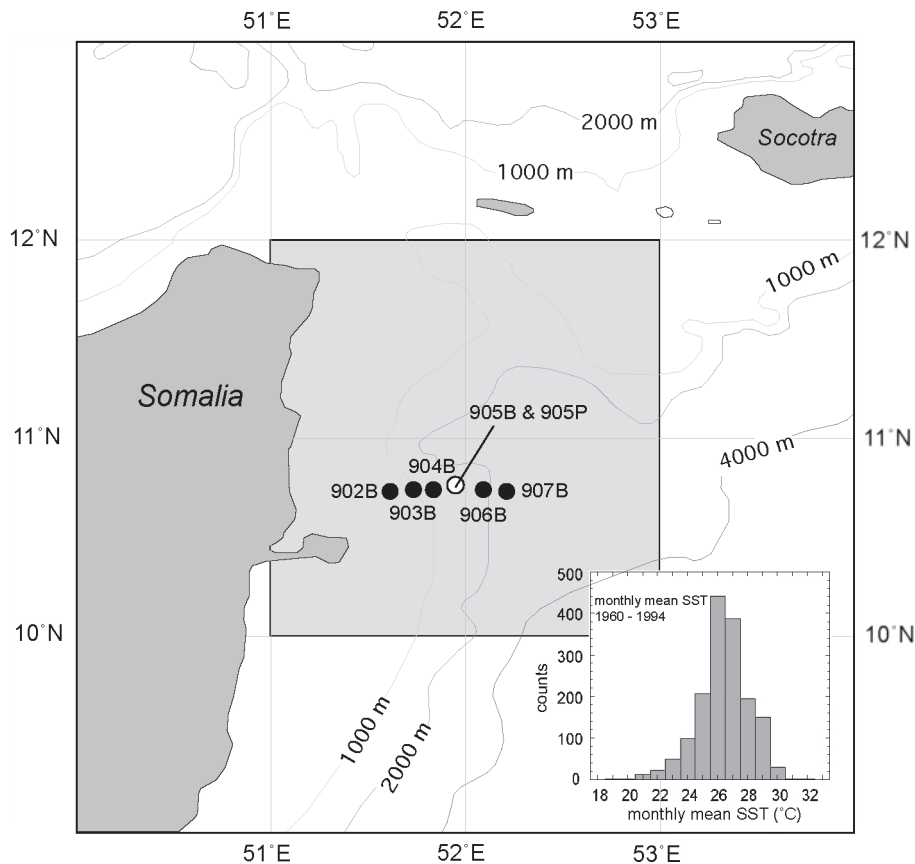 51°E 52°E 53°E
2000 m
Socotra
1000 m
12°N 12°N
1000 m
Somalia
905B & 905P
11°N 11°N
4000 m
904B
902B 907B
903B 906B
500
monthly mean SST
1960 - 1994
400
10°N 10°N
300
counts
200
1000 m
2000 m
100
0
18 20 22 24 26 28 30 32
monthly mean SST (°C)
51°E 52°E 53°E